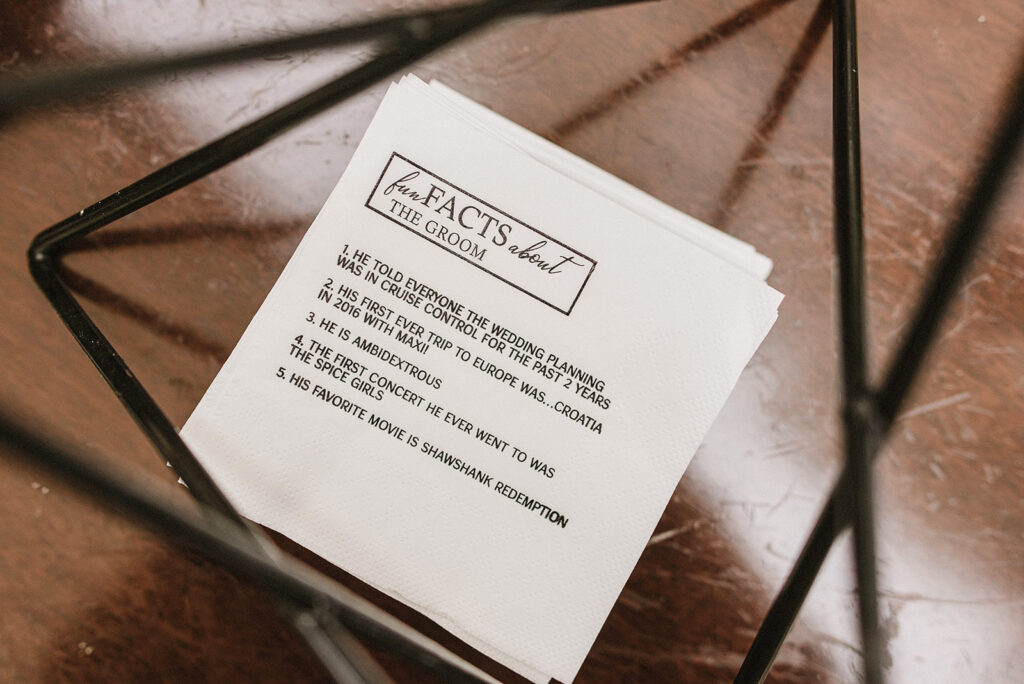 fun FACTS about
THE GROOM
1. HE TOLD EVERYONE THE WEDDING PLANNING
WAS IN CRUISE CONTROL FOR THE PAST 2 YEARS
2. HIS FIRST EVER TRIP TO EUROPE WAS...CROATIA
IN 2016 WITH MAXI!
3. HE IS AMBIDEXTROUS
4. THE FIRST CONCERT HE EVER WENT TO WAS
THE SPICE GIRLS
5. HIS FAVORITE MOVIE IS SHAWSHANK REDEMPTION